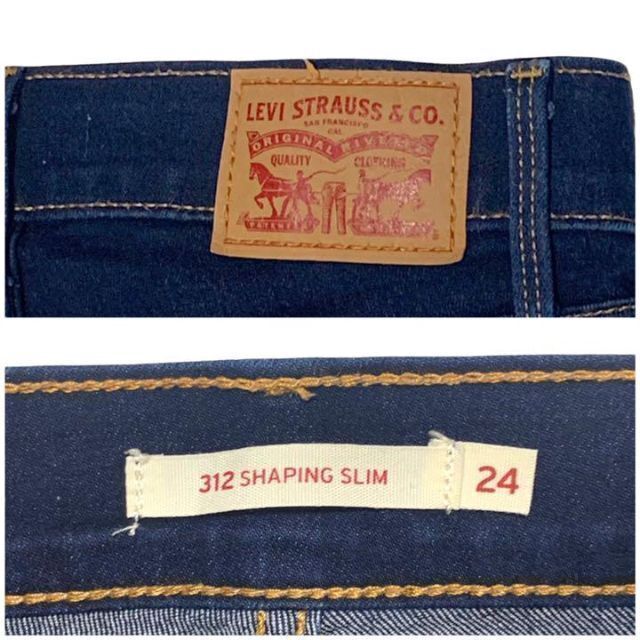 LEVI STRAUSS & CO.
SAN FRANCISCO
CAL.
ORIGINAL RIVETED
QUALITY CLOTHING
312 SHAPING SLIM
24